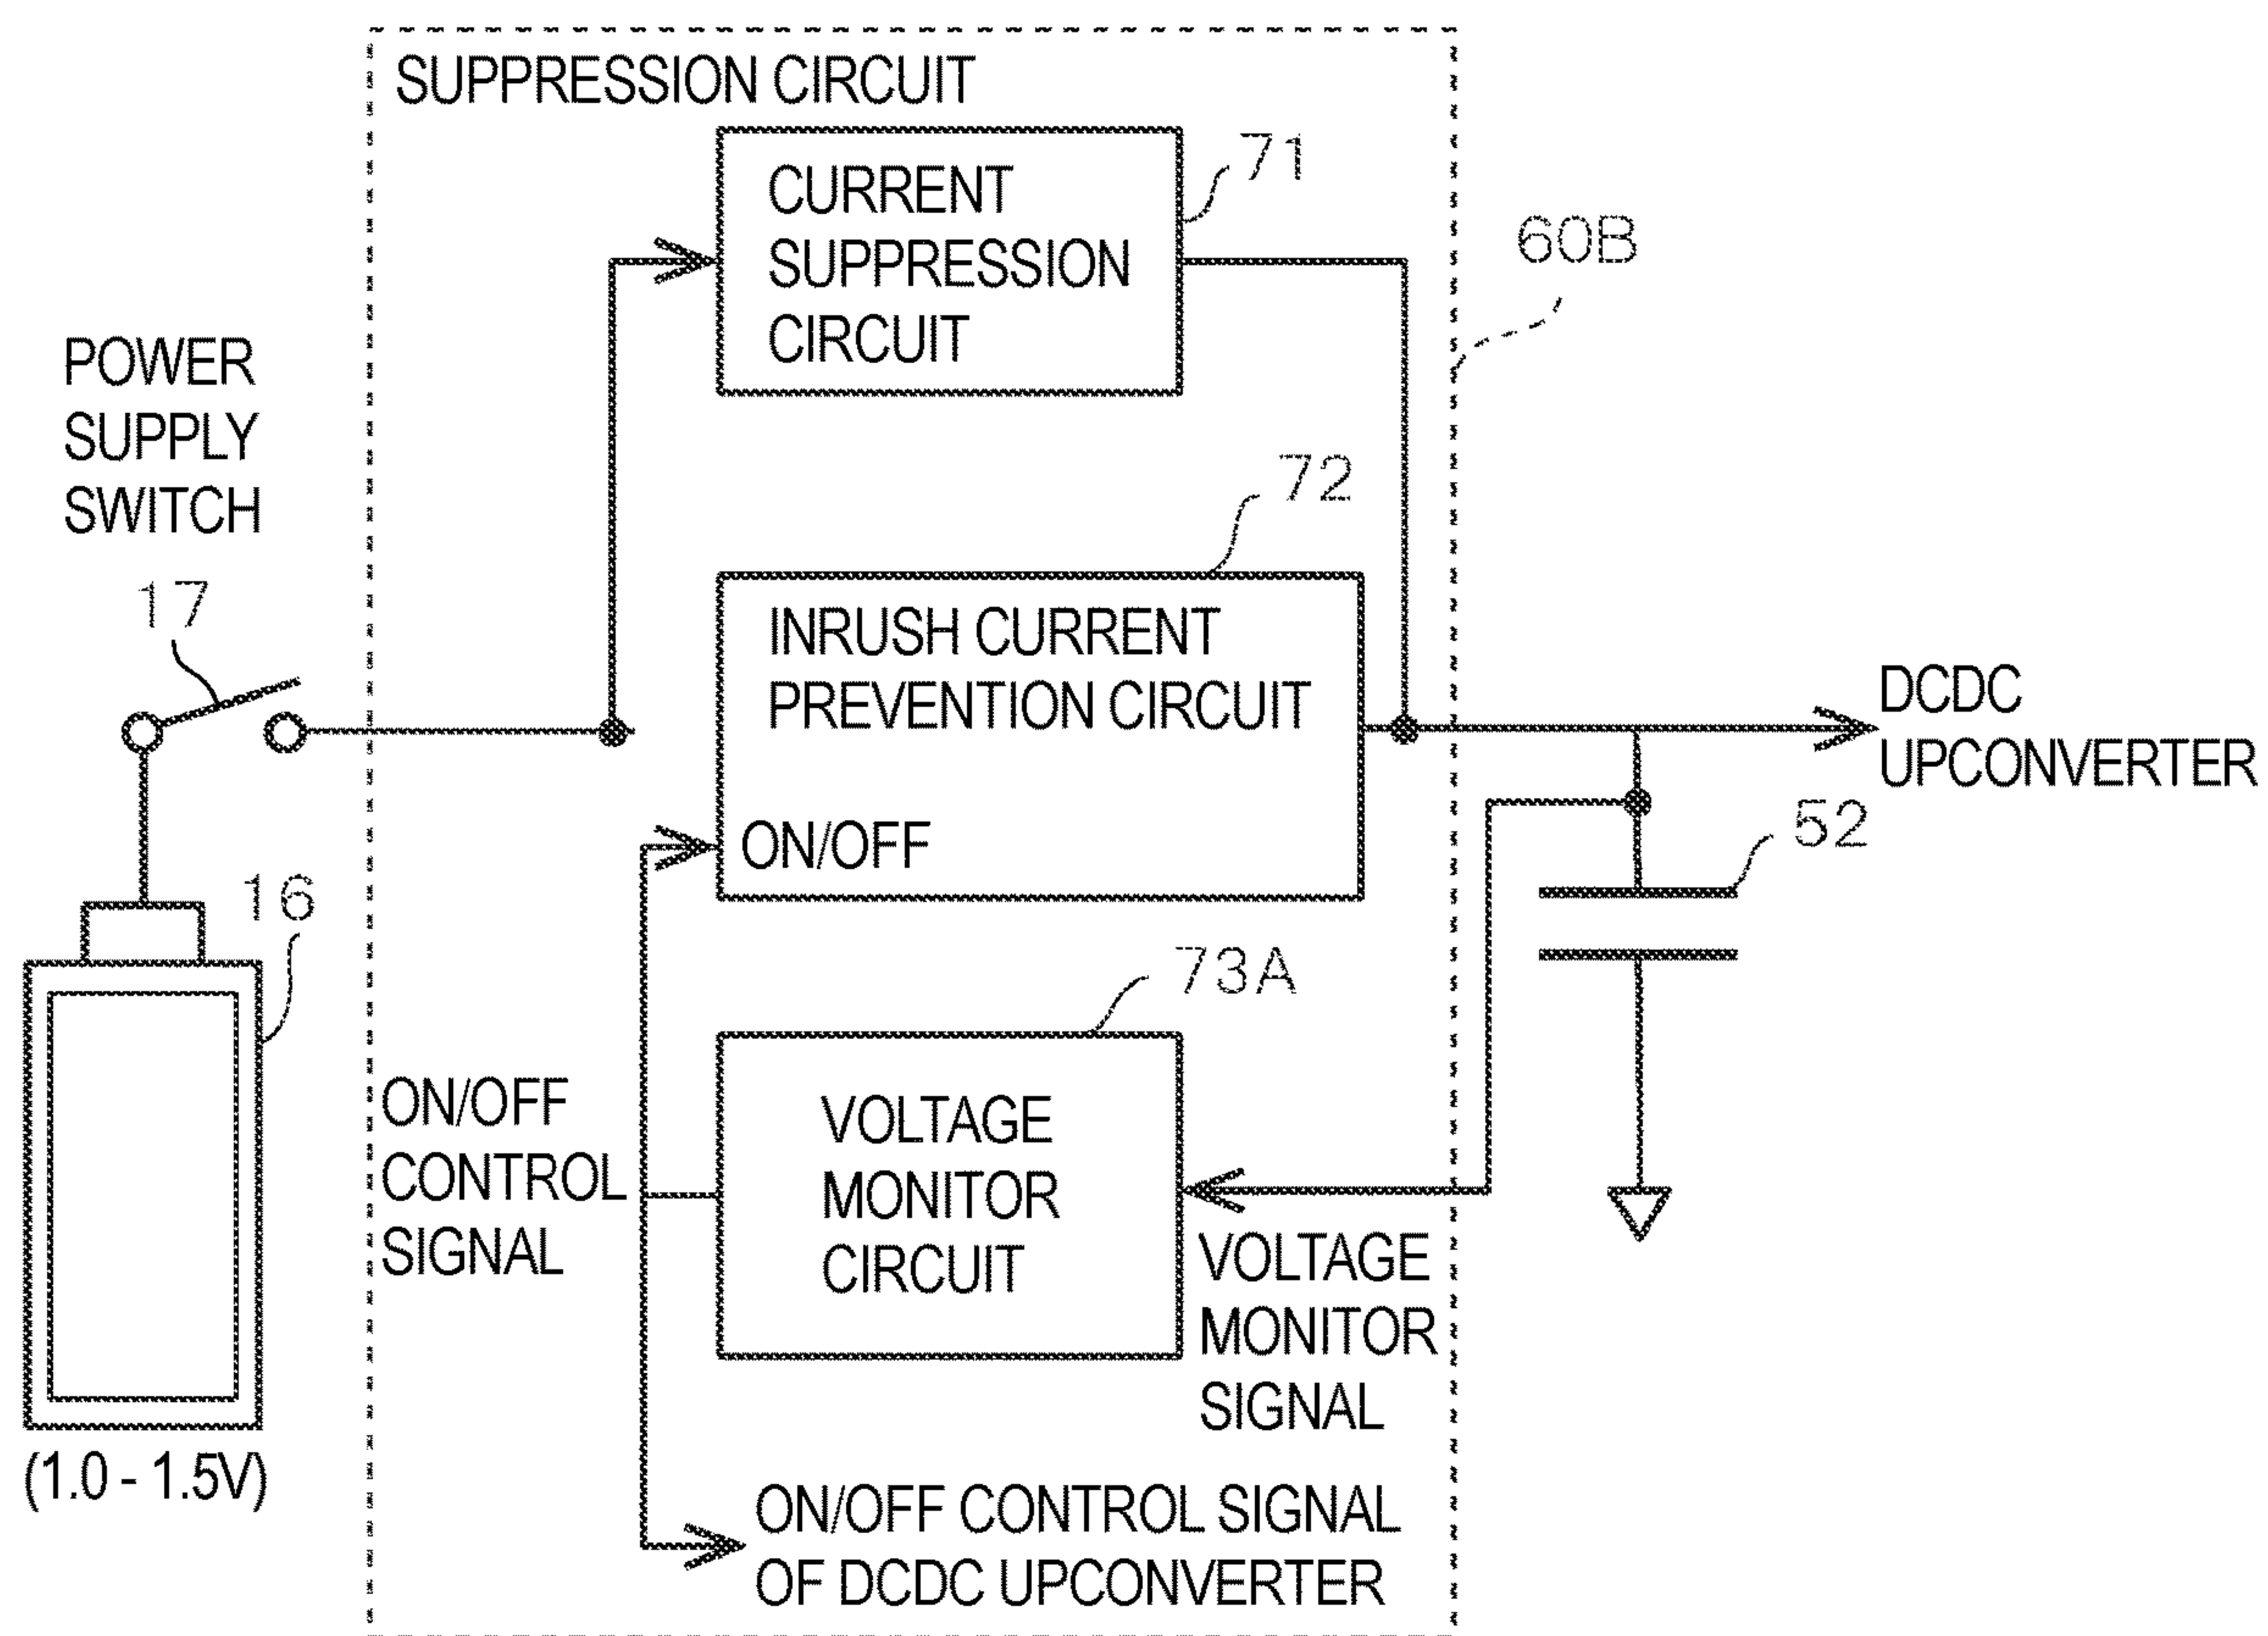 SUPPRESSION CIRCUIT
CURRENT
SUPPRESSION
CIRCUIT
71
60B
POWER
SUPPLY
SWITCH
17
72
INRUSH CURRENT
PREVENTION CIRCUIT
ON/OFF
DCDC
UPCONVERTER
52
16
73A
ON/OFF
CONTROL
SIGNAL
VOLTAGE
MONITOR
CIRCUIT
VOLTAGE
MONITOR
SIGNAL
(1.0 - 1.5V)
ON/OFF CONTROL SIGNAL
OF DCDC UPCONVERTER